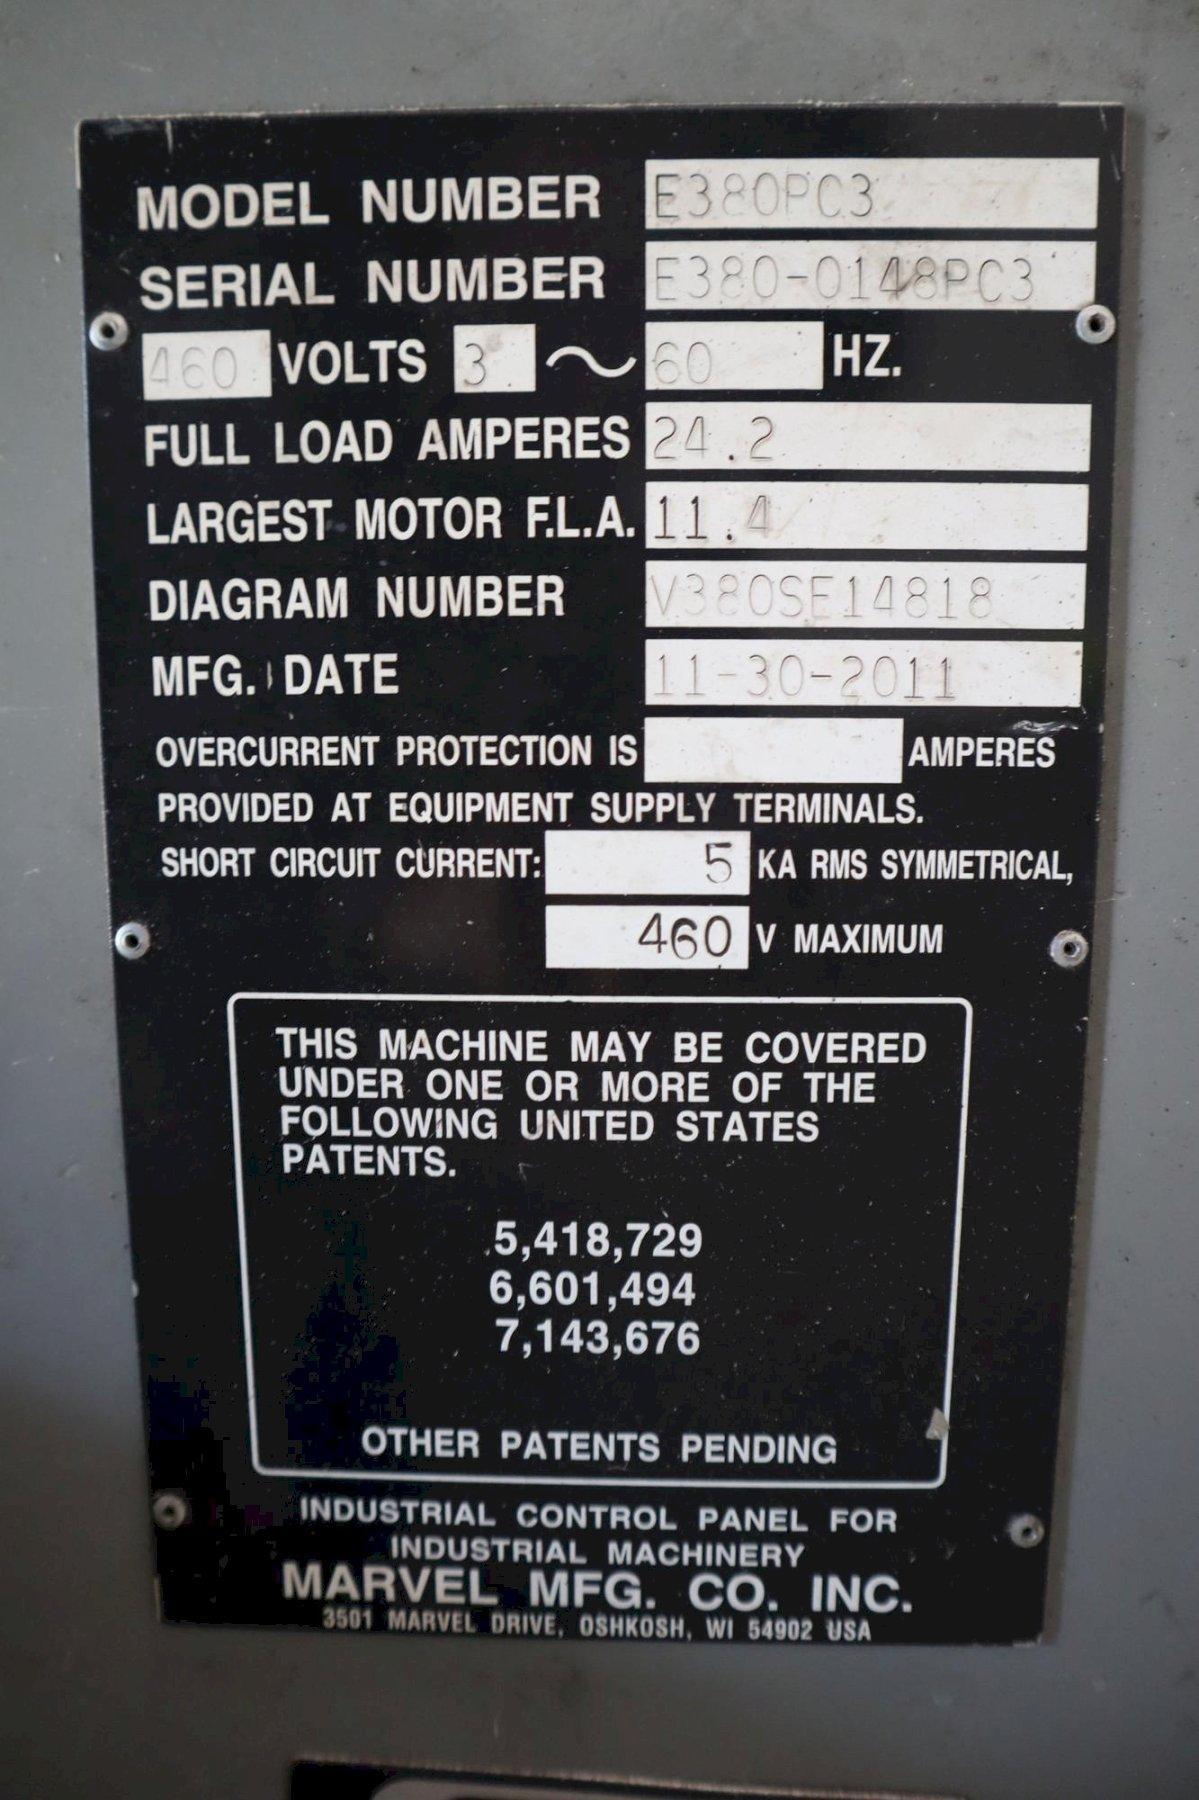 MODEL NUMBER E380PC3
SERIAL NUMBER E380-0148PC3
460 VOLTS 3 ~ 60 HZ.
FULL LOAD AMPERES 24.2
LARGEST MOTOR F.L.A. 11.4
DIAGRAM NUMBER V380SE14818
MFG. DATE 11-30-2011
OVERCURRENT PROTECTION IS AMPERES
PROVIDED AT EQUIPMENT SUPPLY TERMINALS.
SHORT CIRCUIT CURRENT: 5 KA RMS SYMMETRICAL,
460 V MAXIMUM
THIS MACHINE MAY BE COVERED
UNDER ONE OR MORE OF THE
FOLLOWING UNITED STATES
PATENTS.
5,418,729
6,601,494
7,143,676
OTHER PATENTS PENDING
INDUSTRIAL CONTROL PANEL FOR
INDUSTRIAL MACHINERY
MARVEL MFG. CO. INC.
3501 MARVEL DRIVE, OSHKOSH, WI 54902 USA